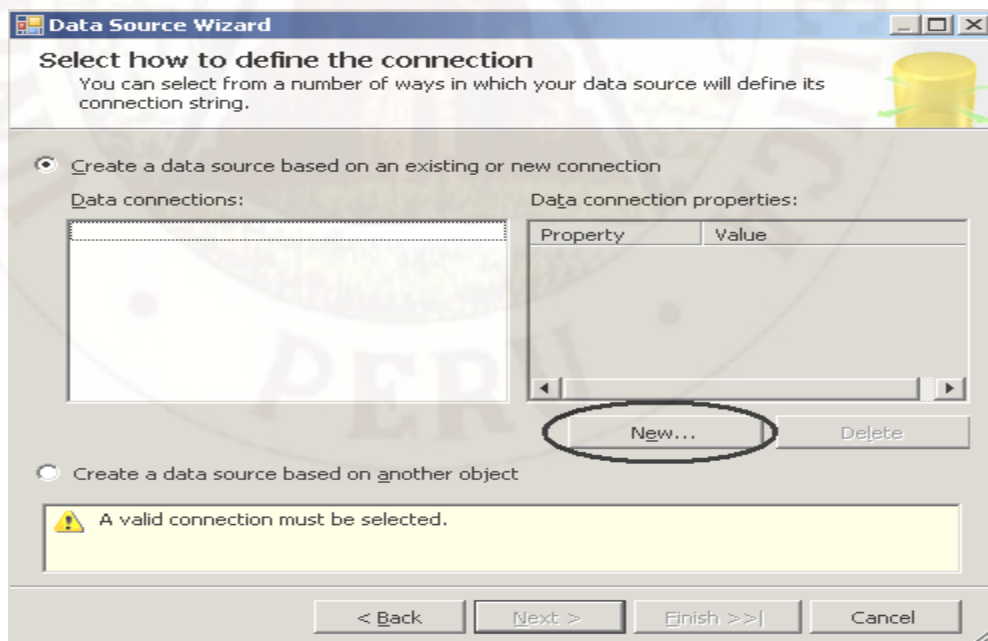 Data Source Wizard
Select how to define the connection
You can select from a number of ways in which your data source will define its
connection string.
Create a data source based on an existing or new connection
Data connections:
Data connection properties:
Property Value
New... Delete
Create a data source based on another object
A valid connection must be selected.
< Back Next > Finish >>| Cancel
PERU